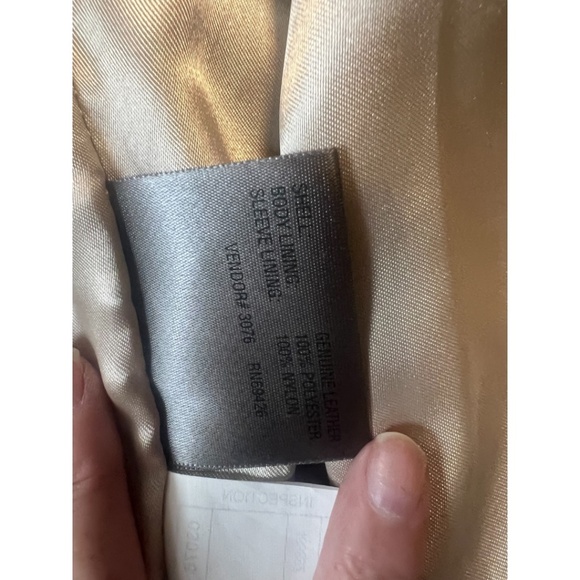 SHELL: GENUINE LEATHER
BODY LINING: 100% POLYESTER
SLEEVE LINING: 100% NYLON
VENDOR# 3076 RN69426
INSPECTION